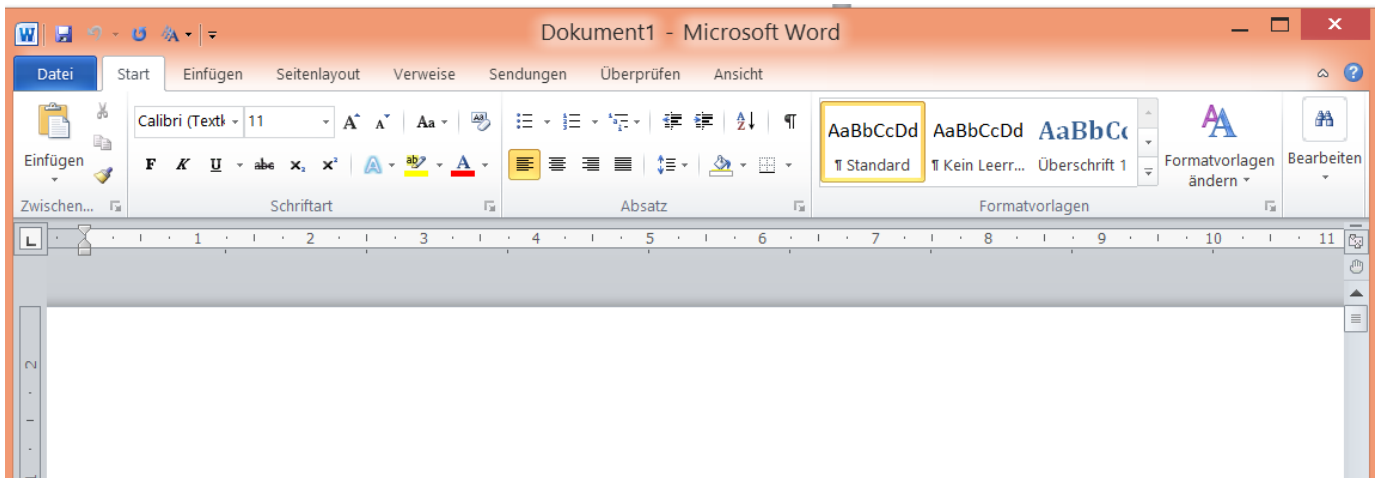 W Dokument1 - Microsoft Word
Datei Start Einfügen Seitenlayout Verweise Sendungen Überprüfen Ansicht ?
Einfügen Calibri (Textk 11 A A Aa
F K U abc x₂ x² A ab A
AaBbCcDd AaBbCcDd AaBbCc
¶ Standard ¶ Kein Leerr... Überschrift 1
Formatvorlagen
ändern
Bearbeiten
Zwischen... Schriftart Absatz Formatvorlagen
L 1 2 3 4 5 6 7 8 9 10 11
2